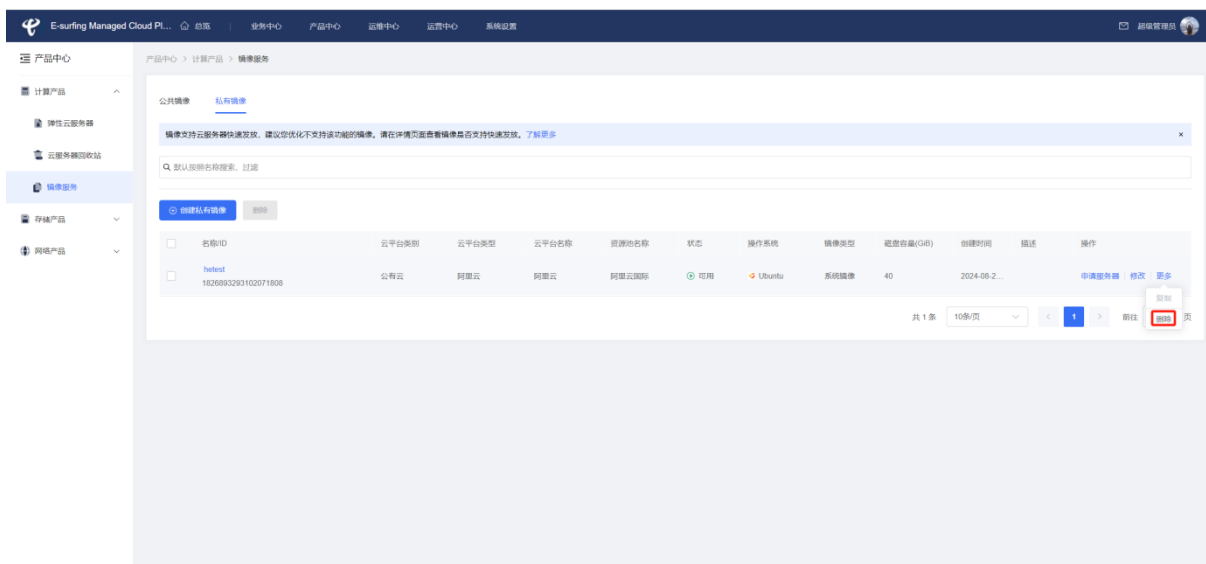 E-surfing Managed Cloud Pl... 总览 | 业务中心 产品中心 运维中心 运营中心 系统设置 超级管理员
产品中心
产品中心 > 计算产品 > 镜像服务
计算产品
弹性云服务器
云服务器回收站
镜像服务
存储产品
网络产品
公共镜像 私有镜像
镜像支持云服务器快速发放，建议您优化不支持该功能的镜像。请在详情页面查看镜像是否支持快速发放。了解更多
默认按照名称搜索、过滤
创建私有镜像 删除
名称/ID 云平台类别 云平台类型 云平台名称 资源池名称 状态 操作系统 镜像类型 磁盘容量(GiB) 创建时间 描述 操作
hetest
1826893293102071808
公有云 阿里云 阿里云 阿里云国际 可用 Ubuntu 系统镜像 40 2024-08-2... 申请服务器 修改 更多
复制
删除
共 1 条 10条/页 < 1 > 前往 页